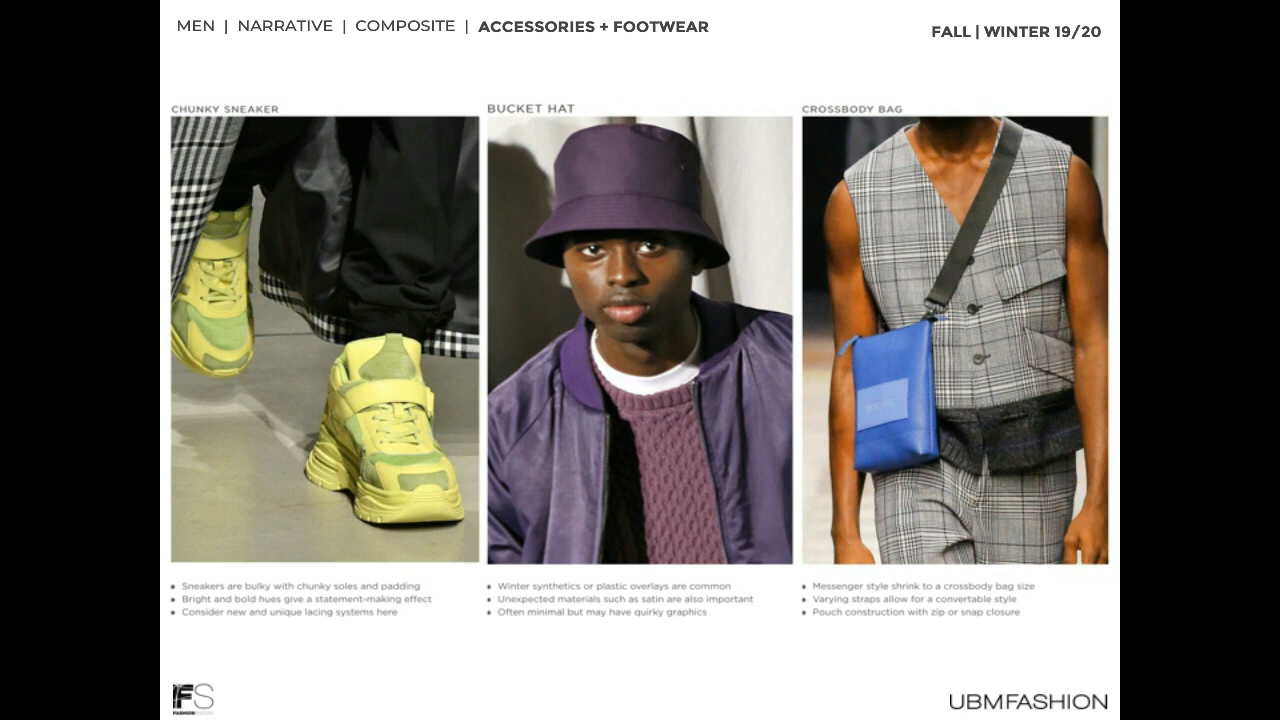 MEN | NARRATIVE | COMPOSITE | ACCESSORIES + FOOTWEAR
FALL | WINTER 19/20
CHUNKY SNEAKER
BUCKET HAT
CROSSBODY BAG
• Sneakers are bulky with chunky soles and padding
• Bright and bold hues give a statement-making effect
• Consider new and unique lacing systems here
• Winter synthetics or plastic overlays are common
• Unexpected materials such as satin are also important
• Often minimal but may have quirky graphics
• Messenger style shrink to a crossbody bag size
• Varying straps allow for a convertable style
• Pouch construction with zip or snap closure
FS
FASHIONSNOOPS
UBMFASHION